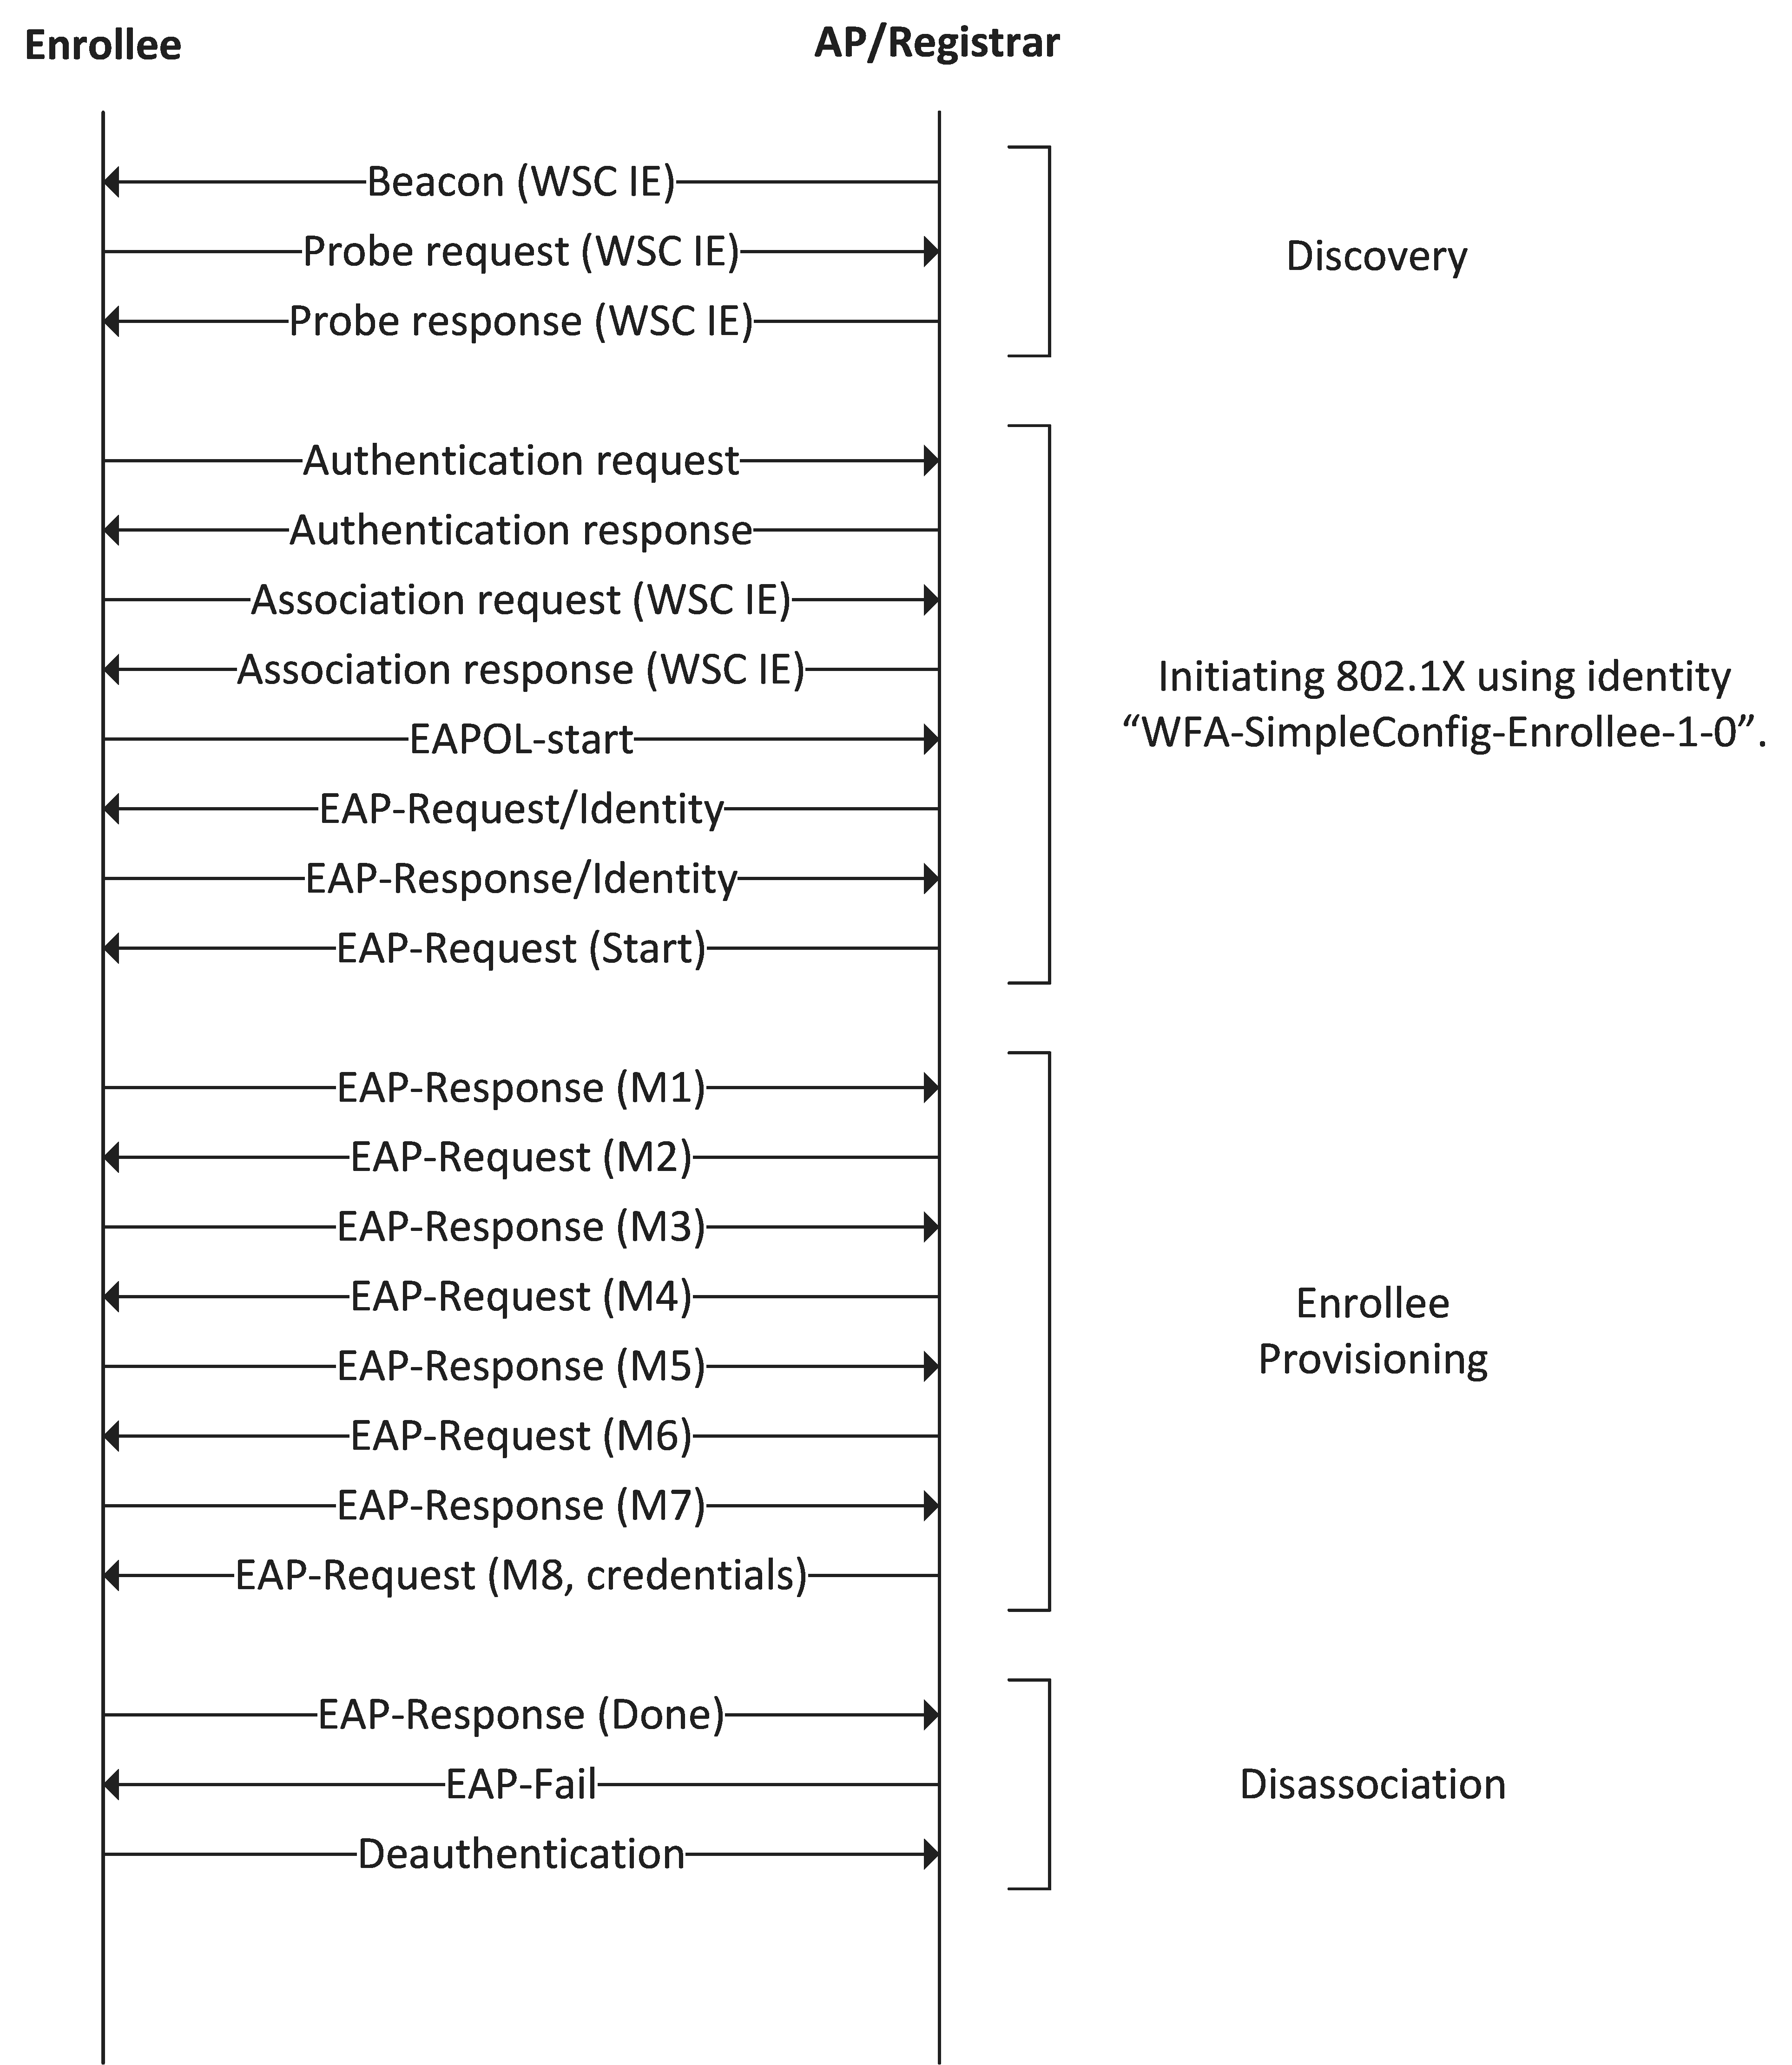 Enrollee
AP/Registrar
Beacon (WSC IE)
Probe request (WSC IE)
Probe response (WSC IE)
Discovery
Authentication request
Authentication response
Association request (WSC IE)
Association response (WSC IE)
EAPOL-start
EAP-Request/Identity
EAP-Response/Identity
EAP-Request (Start)
Initiating 802.1X using identity
“WFA-SimpleConfig-Enrollee-1-0”.
EAP-Response (M1)
EAP-Request (M2)
EAP-Response (M3)
EAP-Request (M4)
EAP-Response (M5)
EAP-Request (M6)
EAP-Response (M7)
EAP-Request (M8, credentials)
Enrollee
Provisioning
EAP-Response (Done)
EAP-Fail
Deauthentication
Disassociation